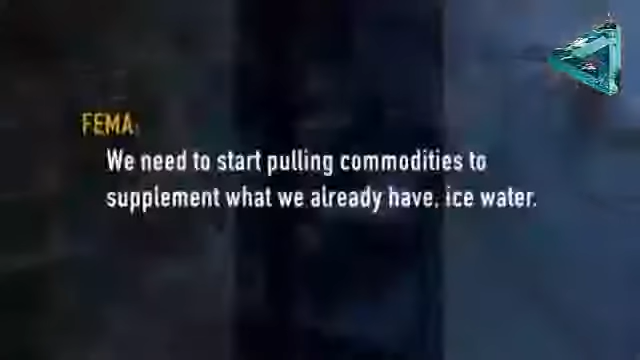 FEMA:
We need to start pulling commodities to
supplement what we already have, ice water.